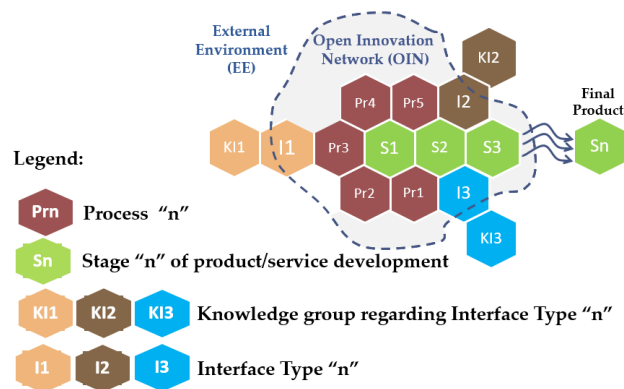 External
Environment
(EE)
Open Innovation
Network (OIN)
KI2
Pr4
Pr5
I2
Final
Product
KI1
I1
Pr3
S1
S2
S3
Sn
Pr2
Pr1
I3
KI3
Legend:
Prn
Process “n”
Sn
Stage “n” of product/service development
KI1
KI2
KI3
Knowledge group regarding Interface Type “n”
I1
I2
I3
Interface Type “n”